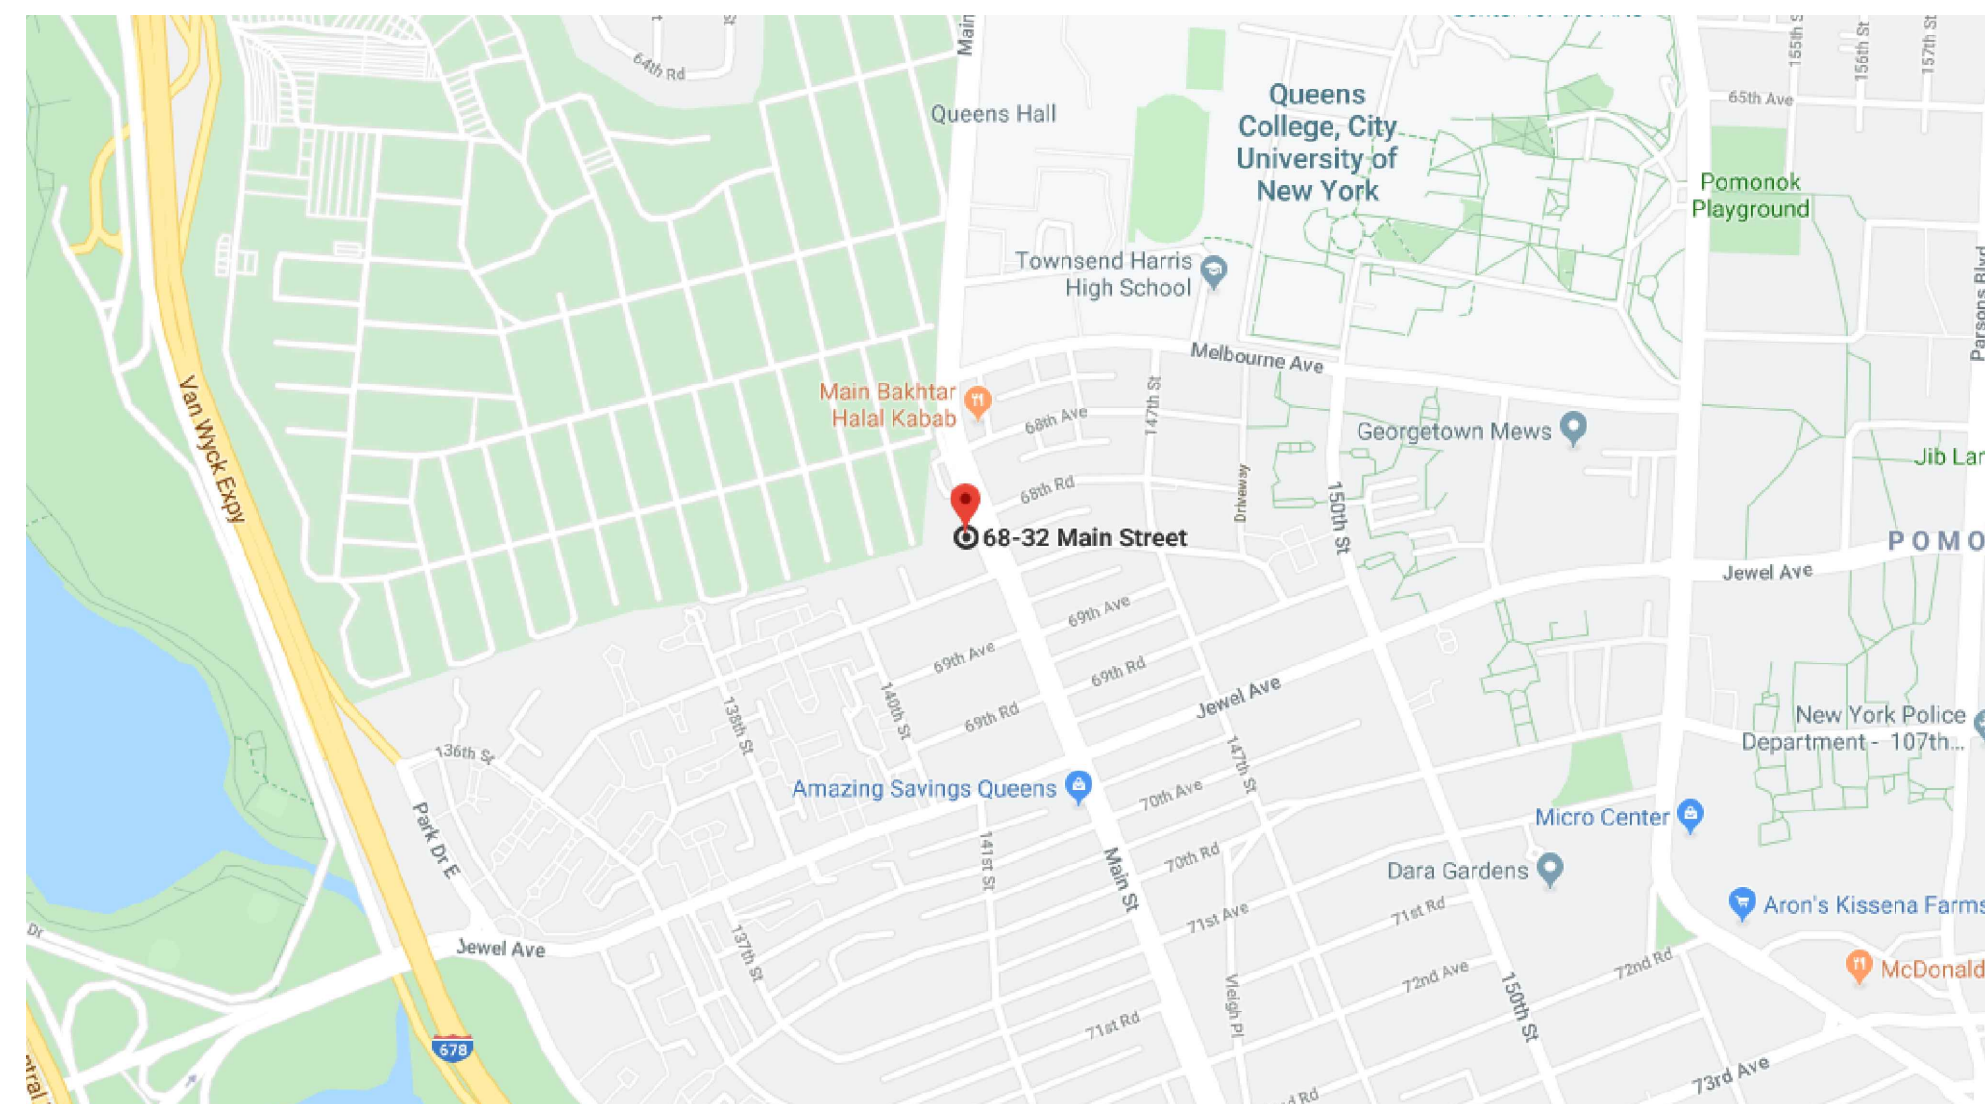 64th Rd
Main
155th S
156th St
157th St
65th Ave
Queens Hall
Queens
College, City
University of
New York
Pomonok
Playground
Parsons Blvd
Townsend Harris
High School
Melbourne Ave
Main Bakhtar
Halal Kabab
68th Ave
147th St
Georgetown Mews
Jib Lar
Van Wyck Expy
68th Rd
Driveway
150th St
68-32 Main Street
POMO
Jewel Ave
69th Ave
69th Ave
69th Rd
Jewel Ave
140th St
138th St
69th Rd
136th St
147th St
New York Police
Department - 107th...
Amazing Savings Queens
70th Ave
Micro Center
Park Dr E
141st St
Main St
70th Rd
Dara Gardens
Aron's Kissena Farms
71st Ave
71st Rd
Dr
Jewel Ave
137th St
72nd Ave
72nd Rd
McDonald
Vleigh Pl
150th St
71st Rd
678
73rd Ave
ntral
d Rd